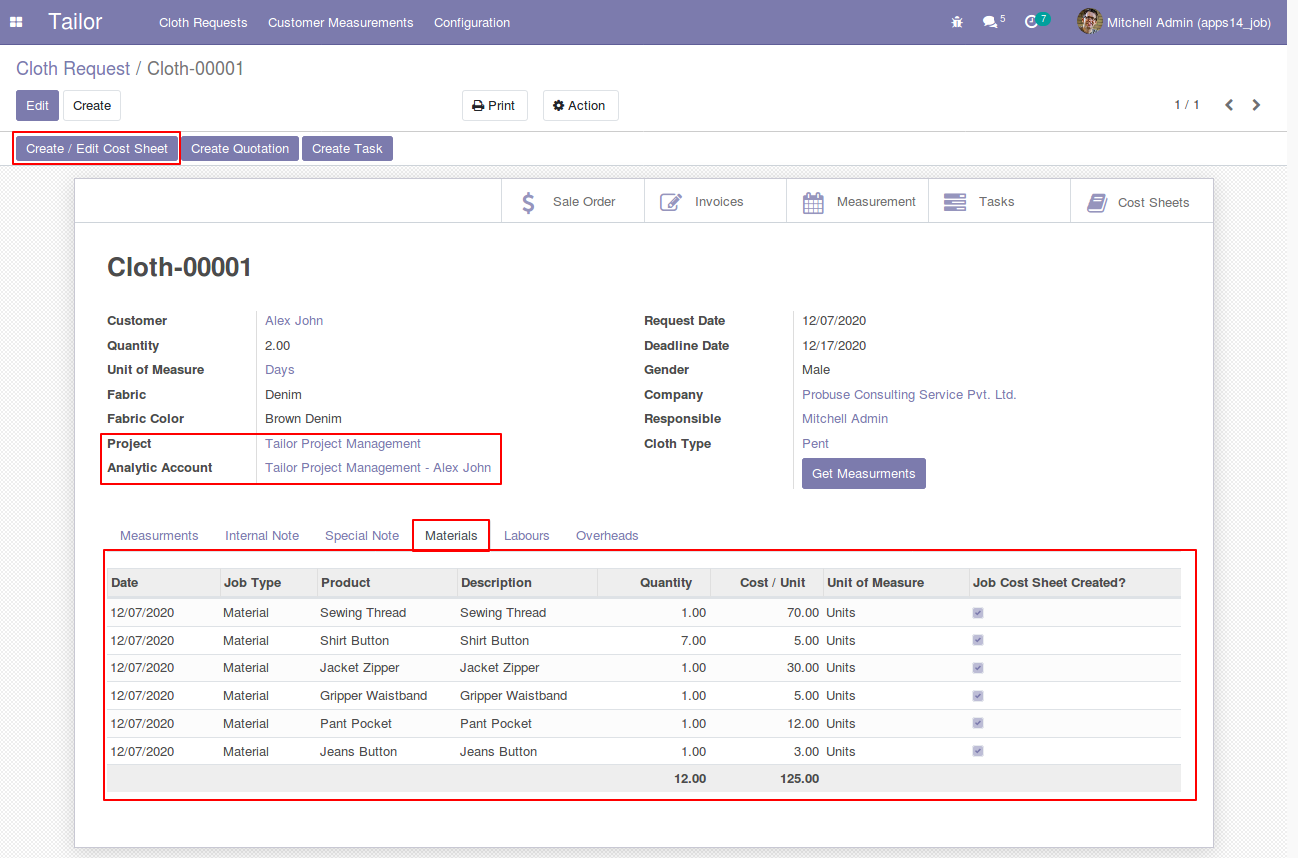 Tailor Cloth Requests Customer Measurements Configuration 5 7 Mitchell Admin (apps14_job)
Cloth Request / Cloth-00001
Edit Create Print Action 1 / 1
Create / Edit Cost Sheet Create Quotation Create Task
Sale Order Invoices Measurement Tasks Cost Sheets
Cloth-00001
Customer Alex John Request Date 12/07/2020
Quantity 2.00 Deadline Date 12/17/2020
Unit of Measure Days Gender Male
Fabric Denim Company Probuse Consulting Service Pvt. Ltd.
Fabric Color Brown Denim Responsible Mitchell Admin
Project Tailor Project Management Cloth Type Pent
Analytic Account Tailor Project Management - Alex John Get Measurments
Measurments Internal Note Special Note Materials Labours Overheads
Date Job Type Product Description Quantity Cost / Unit Unit of Measure Job Cost Sheet Created?
12/07/2020 Material Sewing Thread Sewing Thread 1.00 70.00 Units
12/07/2020 Material Shirt Button Shirt Button 7.00 5.00 Units
12/07/2020 Material Jacket Zipper Jacket Zipper 1.00 30.00 Units
12/07/2020 Material Gripper Waistband Gripper Waistband 1.00 5.00 Units
12/07/2020 Material Pant Pocket Pant Pocket 1.00 12.00 Units
12/07/2020 Material Jeans Button Jeans Button 1.00 3.00 Units
12.00 125.00